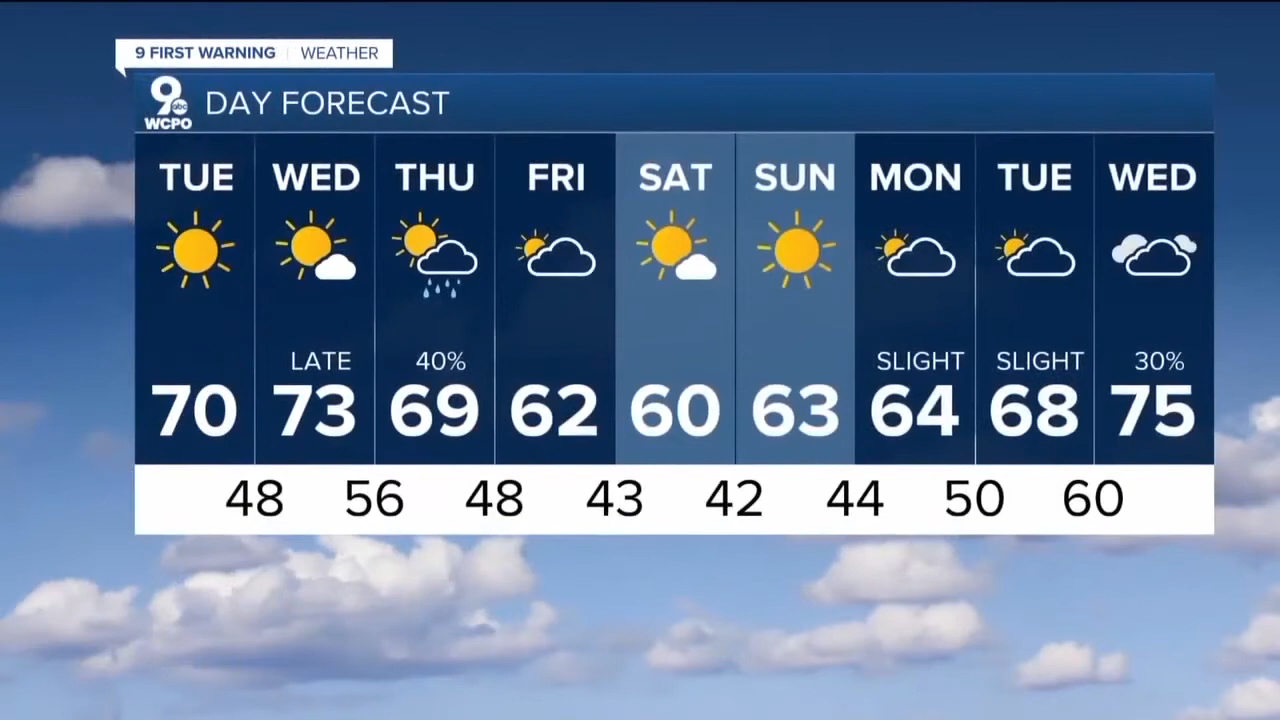 9 FIRST WARNING | WEATHER
9 abc WCPO DAY FORECAST
TUE WED THU FRI SAT SUN MON TUE WED
LATE 40% SLIGHT SLIGHT 30%
70 73 69 62 60 63 64 68 75
48 56 48 43 42 44 50 60